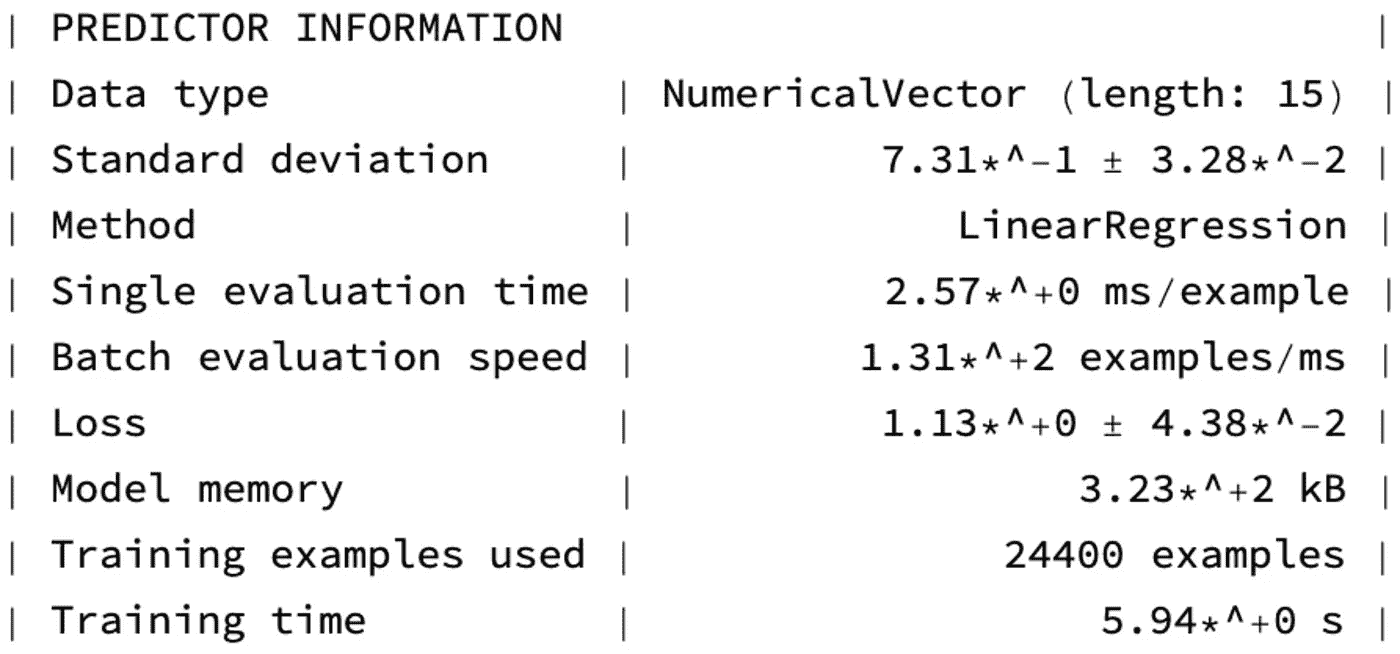 | PREDICTOR INFORMATION |
| Data type | NumericalVector (length: 15) |
| Standard deviation | 7.31*^-1 ± 3.28*^-2 |
| Method | LinearRegression |
| Single evaluation time | 2.57*^+0 ms/example |
| Batch evaluation speed | 1.31*^+2 examples/ms |
| Loss | 1.13*^+0 ± 4.38*^-2 |
| Model memory | 3.23*^+2 kB |
| Training examples used | 24400 examples |
| Training time | 5.94*^+0 s |